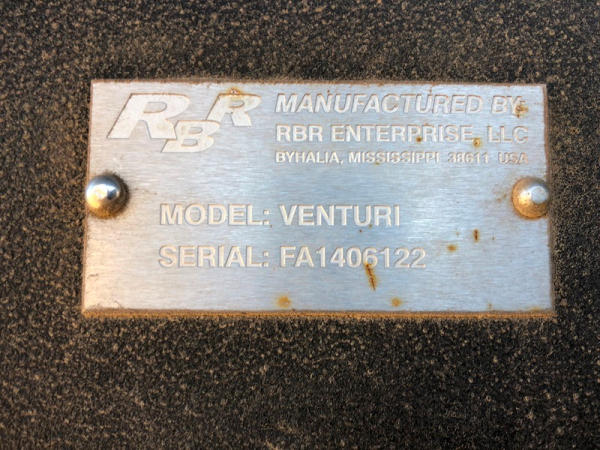 RBR
MANUFACTURED BY:
RBR ENTERPRISE, LLC
BYHALIA, MISSISSIPPI 38611 USA
MODEL: VENTURI
SERIAL: FA1406122